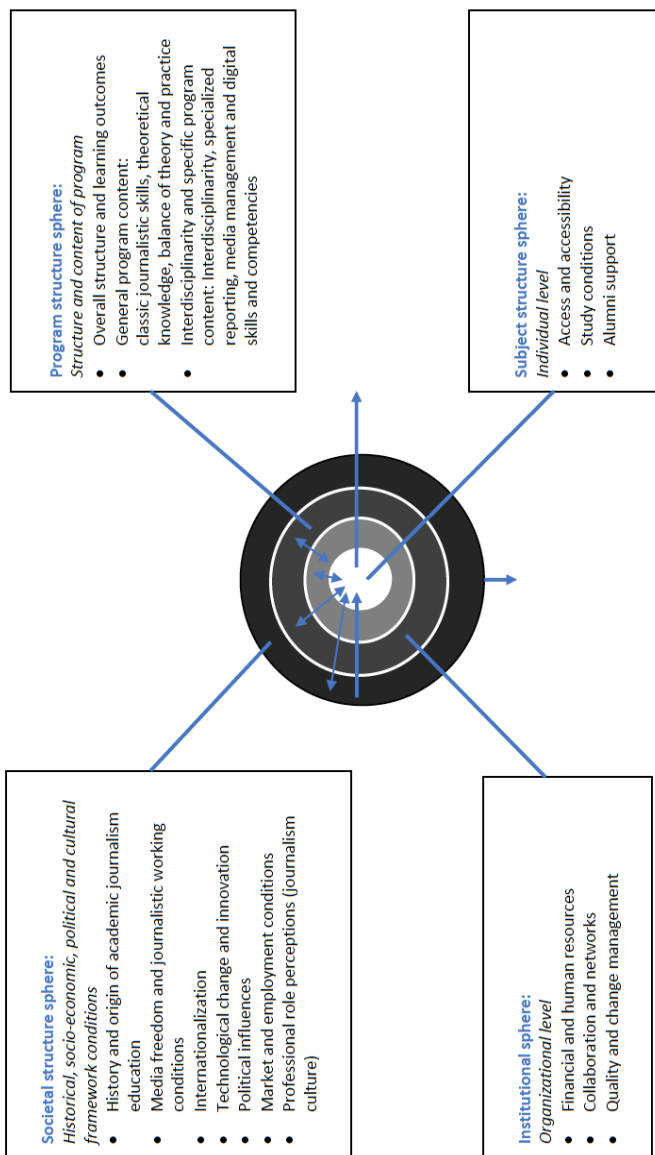 Societal structure sphere:
Historical, socio-economic, political and cultural
framework conditions
● History and origin of academic journalism
education
● Media freedom and journalistic working
conditions
● Internationalization
● Technological change and innovation
● Political influences
● Market and employment conditions
● Professional role perceptions (journalism
culture)
Program structure sphere:
Structure and content of program
● Overall structure and learning outcomes
● General program content:
classic journalistic skills, theoretical
knowledge, balance of theory and practice
● Interdisciplinarity and specific program
content: Interdisciplinarity, specialized
reporting, media management and digital
skills and competencies
Institutional sphere:
Organizational level
● Financial and human resources
● Collaboration and networks
● Quality and change management
Subject structure sphere:
Individual level
● Access and accessibility
● Study conditions
● Alumni support